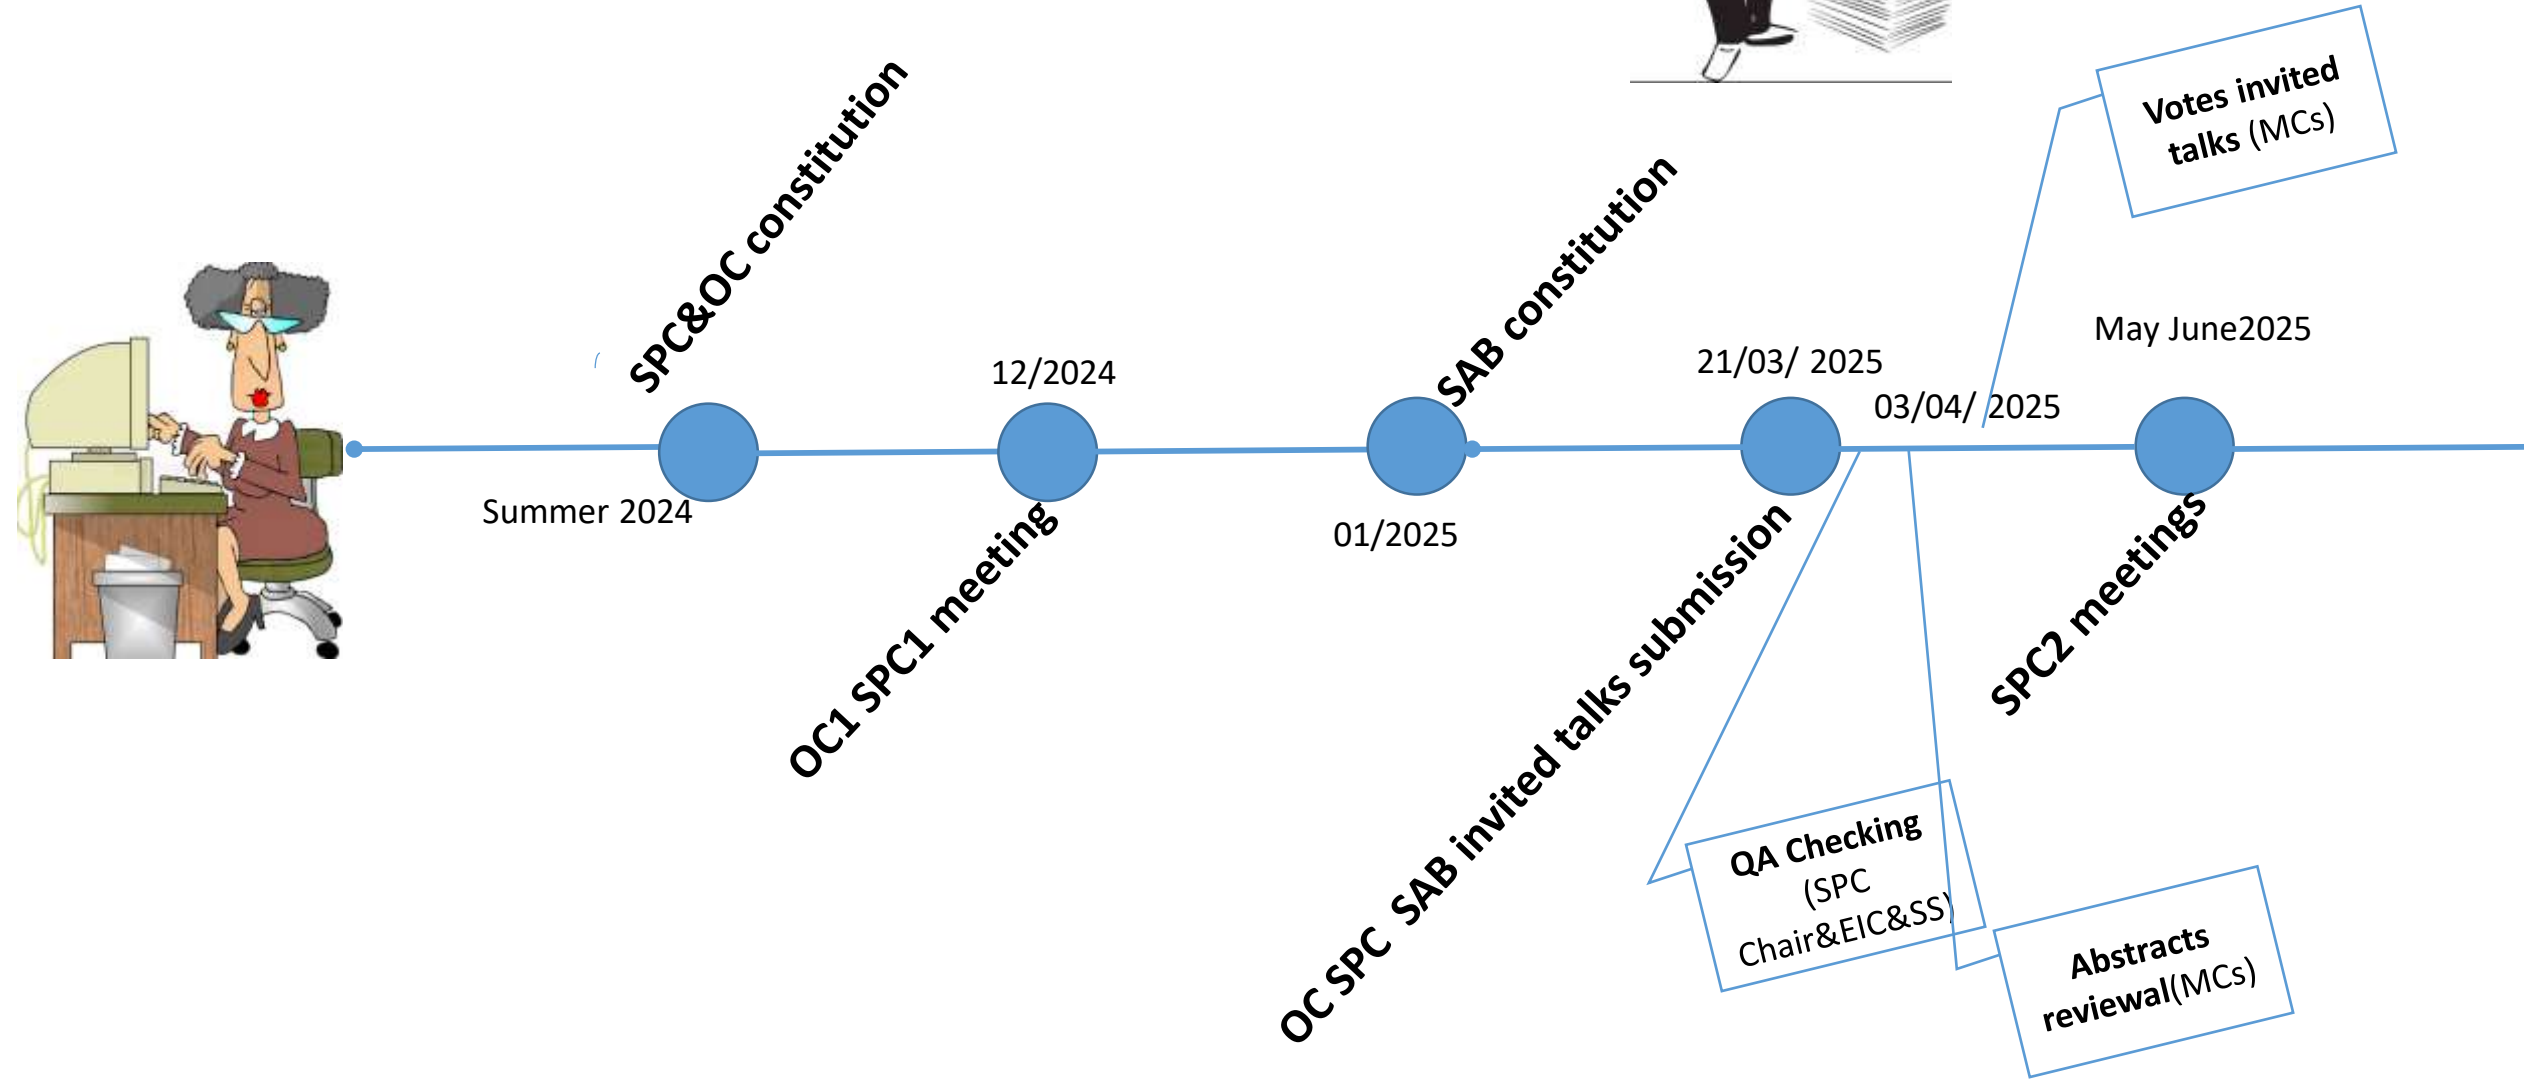 SPC&OC constitution
Summer 2024
12/2024
OC1 SPC1 meeting
SAB constitution
01/2025
21/03/ 2025
OC SPC  SAB invited talks submission
03/04/ 2025
QA Checking
(SPC
Chair&EIC&SS)
Abstracts
reviewal(MCs)
Votes invited
talks (MCs)
May June2025
SPC2 meetings